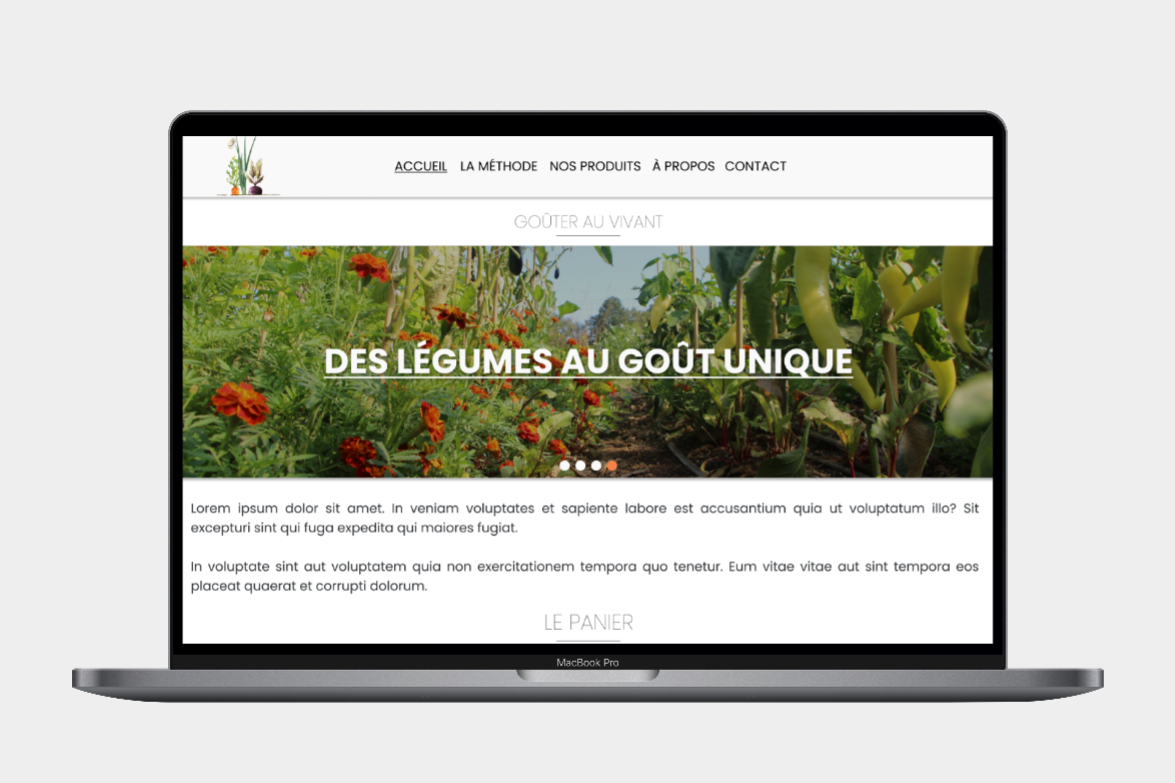 ACCUEIL LA MÉTHODE NOS PRODUITS À PROPOS CONTACT
GOÛTER AU VIVANT
DES LÉGUMES AU GOÛT UNIQUE
Lorem ipsum dolor sit amet. In veniam voluptates et sapiente labore est accusantium quia ut voluptatum illo? Sit
excepturi sint qui fuga expedita qui maiores fugiat.
In voluptate sint aut voluptatem quia non exercitationem tempora quo tenetur. Eum vitae vitae aut sint tempora eos
placeat quaerat et corrupti dolorum.
LE PANIER
MacBook Pro